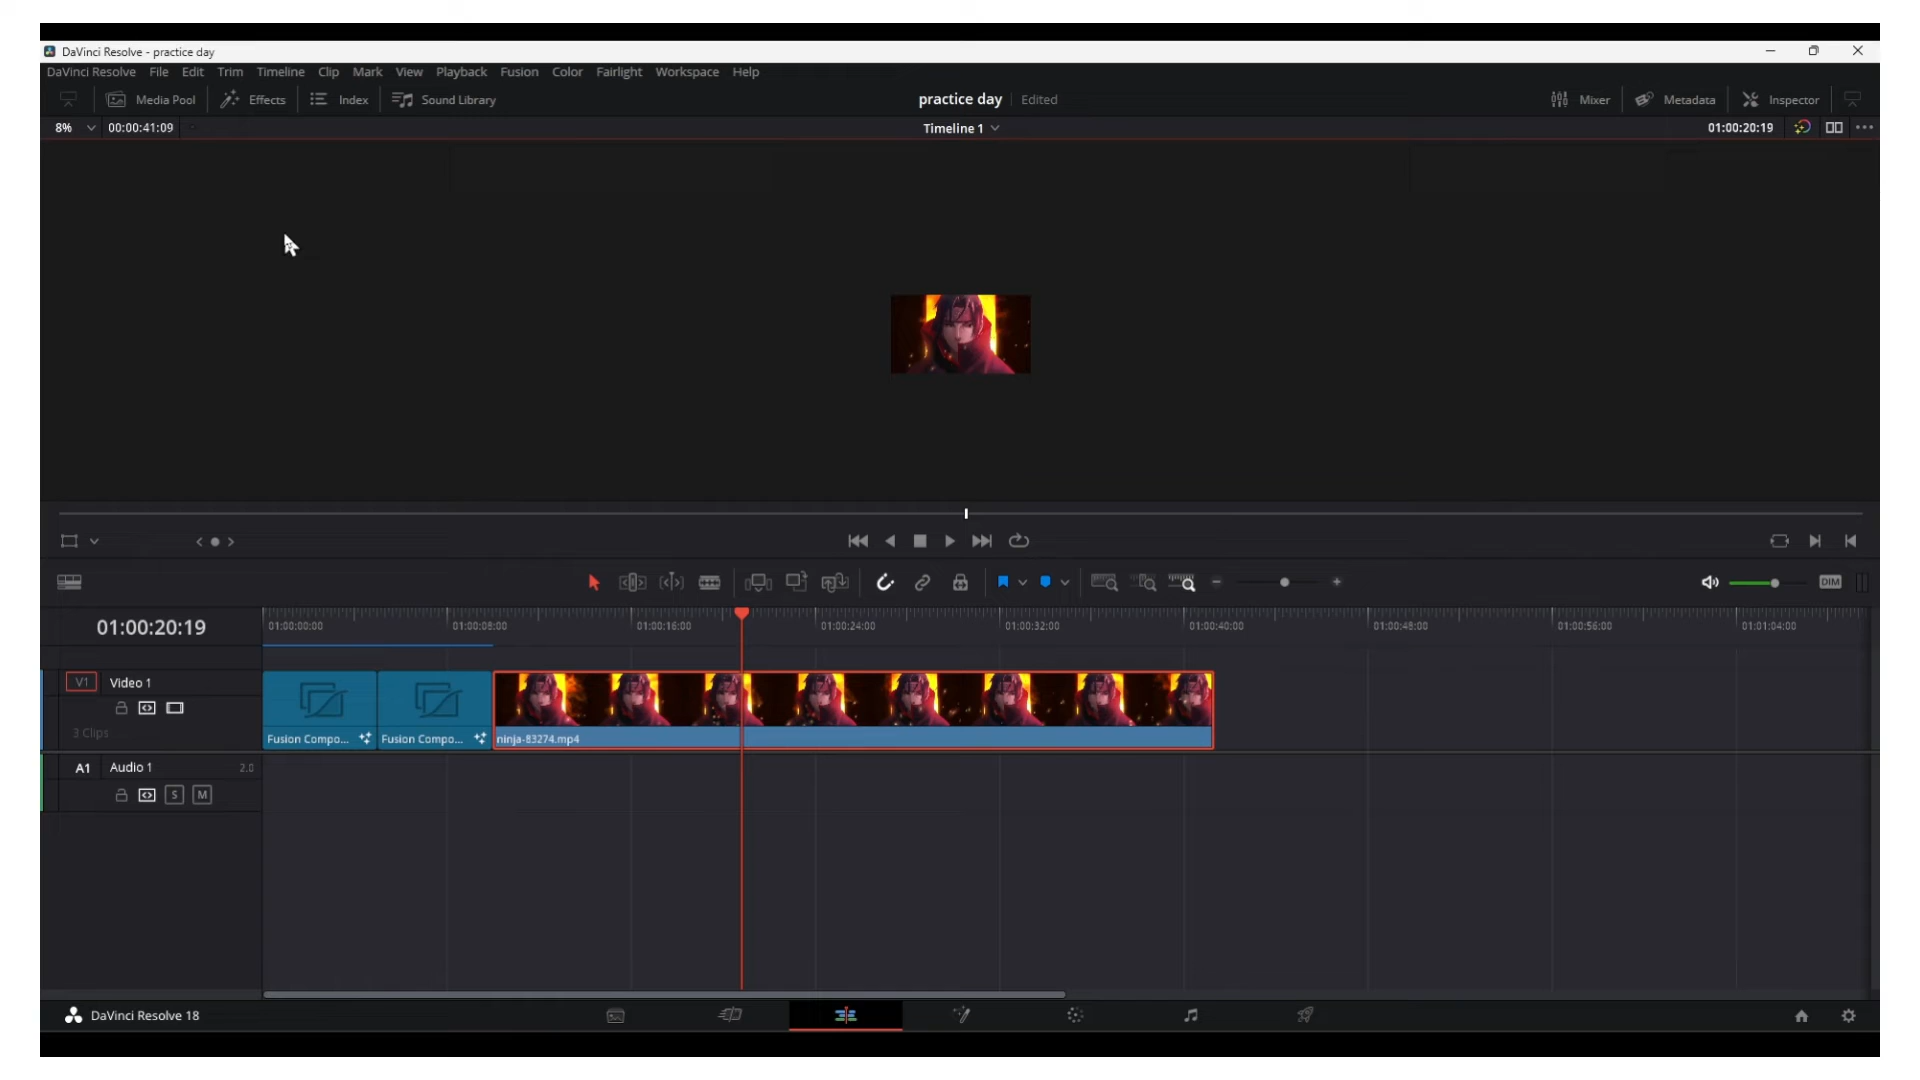 DaVinci Resolve - practice day
DaVinci Resolve File Edit Trim Timeline Clip Mark View Playback Fusion Color Fairlight Workspace Help
Media Pool Effects Index Sound Library practice day Edited Mixer Metadata Inspector
8% 00:00:41:09 Timeline 1 01:00:20:19
DIM
01:00:20:19 01:00:00:00 01:00:08:00 01:00:16:00 01:00:24:00 01:00:32:00 01:00:40:00 01:00:48:00 01:00:56:00 01:01:04:00
V1 Video 1
3 Clips
Fusion Compo... Fusion Compo... ninja-83274.mp4
A1 Audio 1 2.0
S M
DaVinci Resolve 18